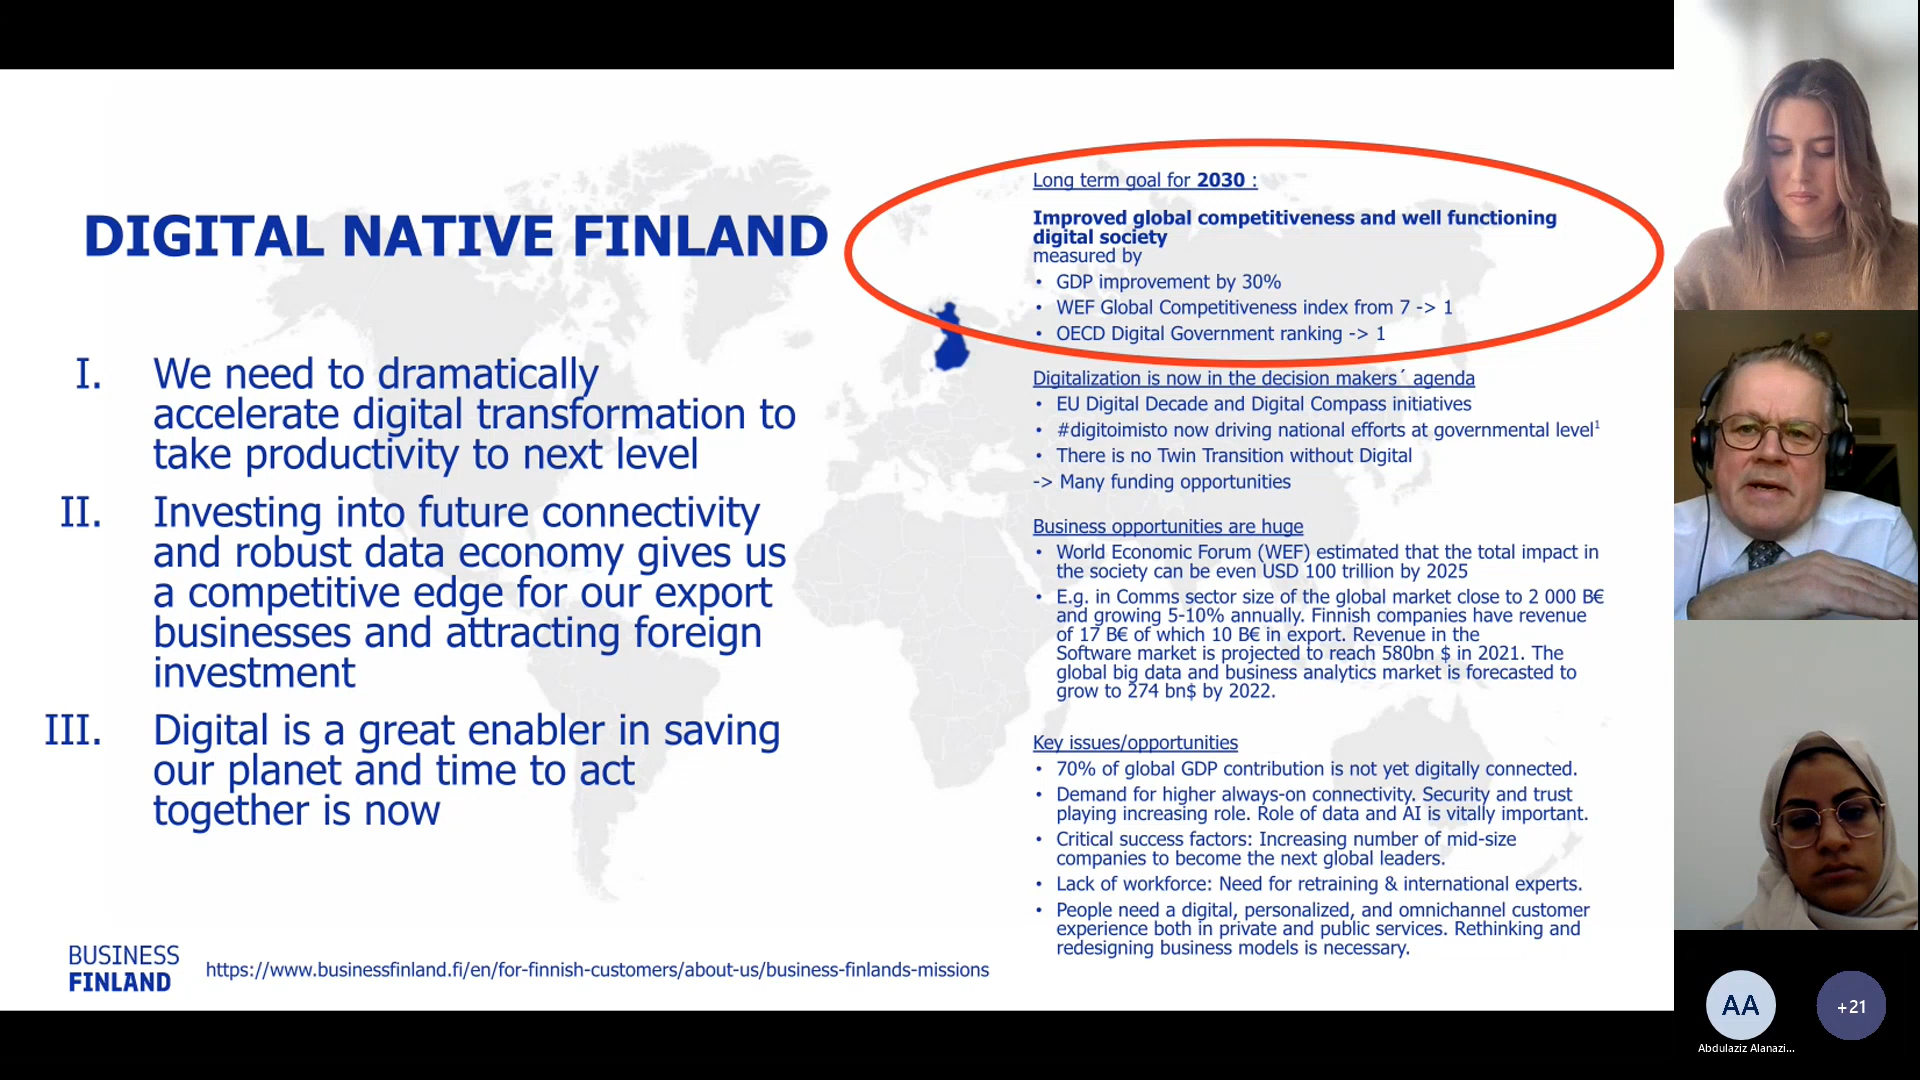 DIGITAL NATIVE FINLAND
I. We need to dramatically
accelerate digital transformation to
take productivity to next level
II. Investing into future connectivity
and robust data economy gives us
a competitive edge for our export
businesses and attracting foreign
investment
III. Digital is a great enabler in saving
our planet and time to act
together is now
BUSINESS
FINLAND
https://www.businessfinland.fi/en/for-finnish-customers/about-us/business-finlands-missions
Long term goal for 2030 :
Improved global competitiveness and well functioning
digital society
measured by
• GDP improvement by 30%
• WEF Global Competitiveness index from 7 -> 1
• OECD Digital Government ranking -> 1
Digitalization is now in the decision makers´ agenda
• EU Digital Decade and Digital Compass initiatives
• #digitoimisto now driving national efforts at governmental level¹
• There is no Twin Transition without Digital
-> Many funding opportunities
Business opportunities are huge
• World Economic Forum (WEF) estimated that the total impact in
the society can be even USD 100 trillion by 2025
• E.g. in Comms sector size of the global market close to 2 000 B€
and growing 5-10% annually. Finnish companies have revenue
of 17 B€ of which 10 B€ in export. Revenue in the
Software market is projected to reach 580bn $ in 2021. The
global big data and business analytics market is forecasted to
grow to 274 bn$ by 2022.
Key issues/opportunities
• 70% of global GDP contribution is not yet digitally connected.
• Demand for higher always-on connectivity. Security and trust
playing increasing role. Role of data and AI is vitally important.
• Critical success factors: Increasing number of mid-size
companies to become the next global leaders.
• Lack of workforce: Need for retraining & international experts.
• People need a digital, personalized, and omnichannel customer
experience both in private and public services. Rethinking and
redesigning business models is necessary.
AA
Abdulaziz Alanazi...
+21